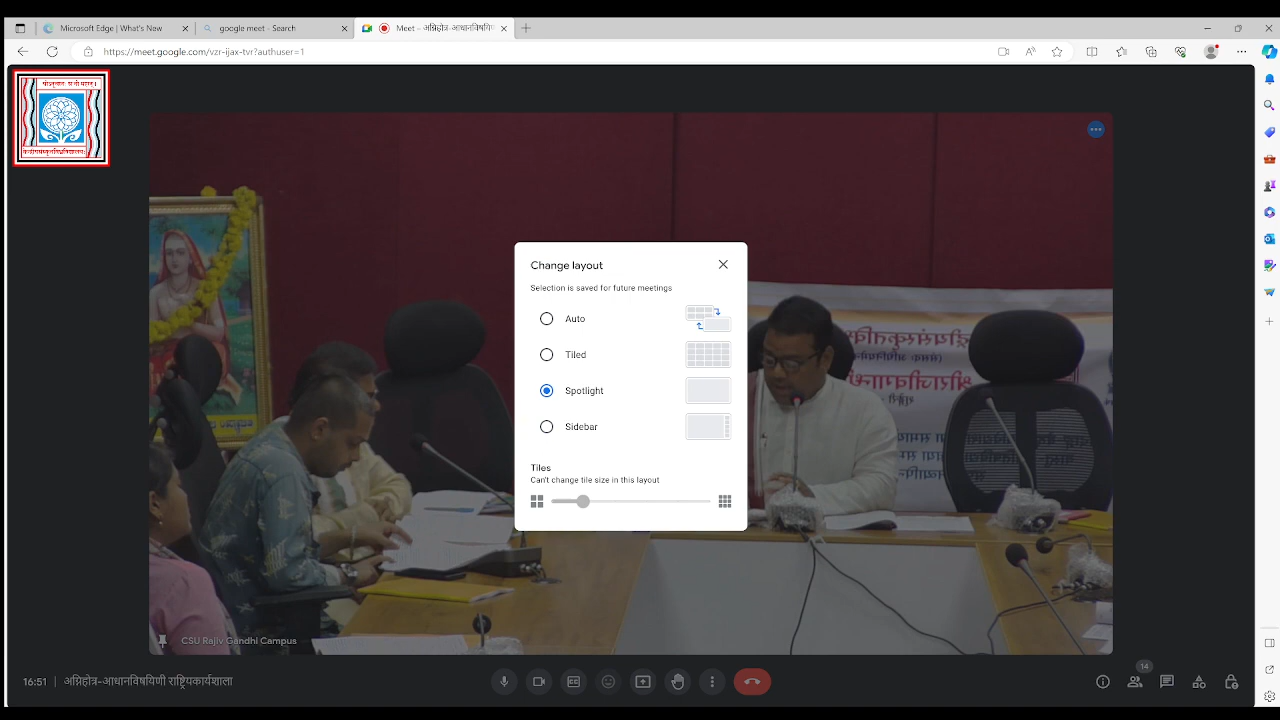 Microsoft Edge | What's New
google meet - Search
Meet – अग्निहोत्र-आधानविषयि
https://meet.google.com/vzr-ijax-tvr?authuser=1
Change layout
Selection is saved for future meetings
Auto
Tiled
Spotlight
Sidebar
Tiles
Can't change tile size in this layout
CSU Rajiv Gandhi Campus
16:51 | अग्निहोत्र-आधानविषयिणी राष्ट्रियकार्यशाला
14